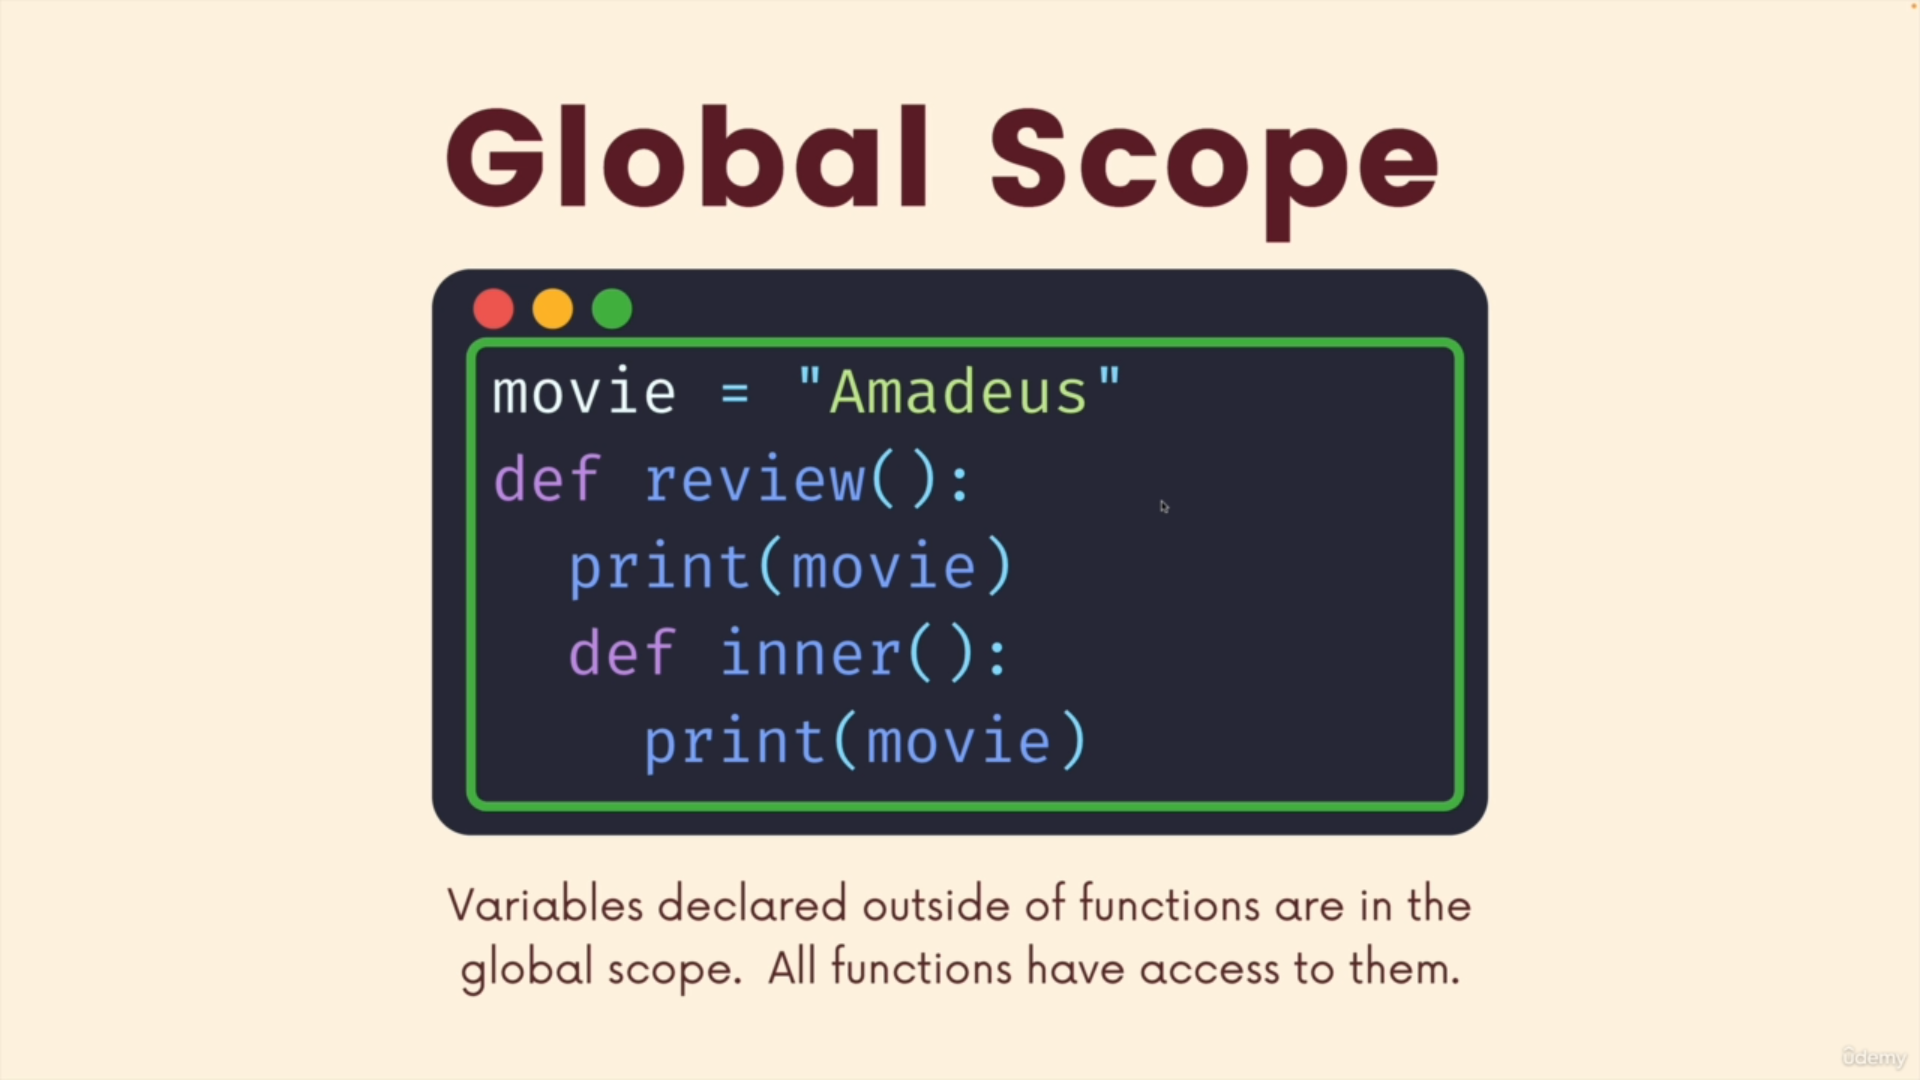 Global Scope
movie = "Amadeus"
def review():
  print(movie)
  def inner():
    print(movie)
Variables declared outside of functions are in the
global scope.  All functions have access to them.
ûdemy